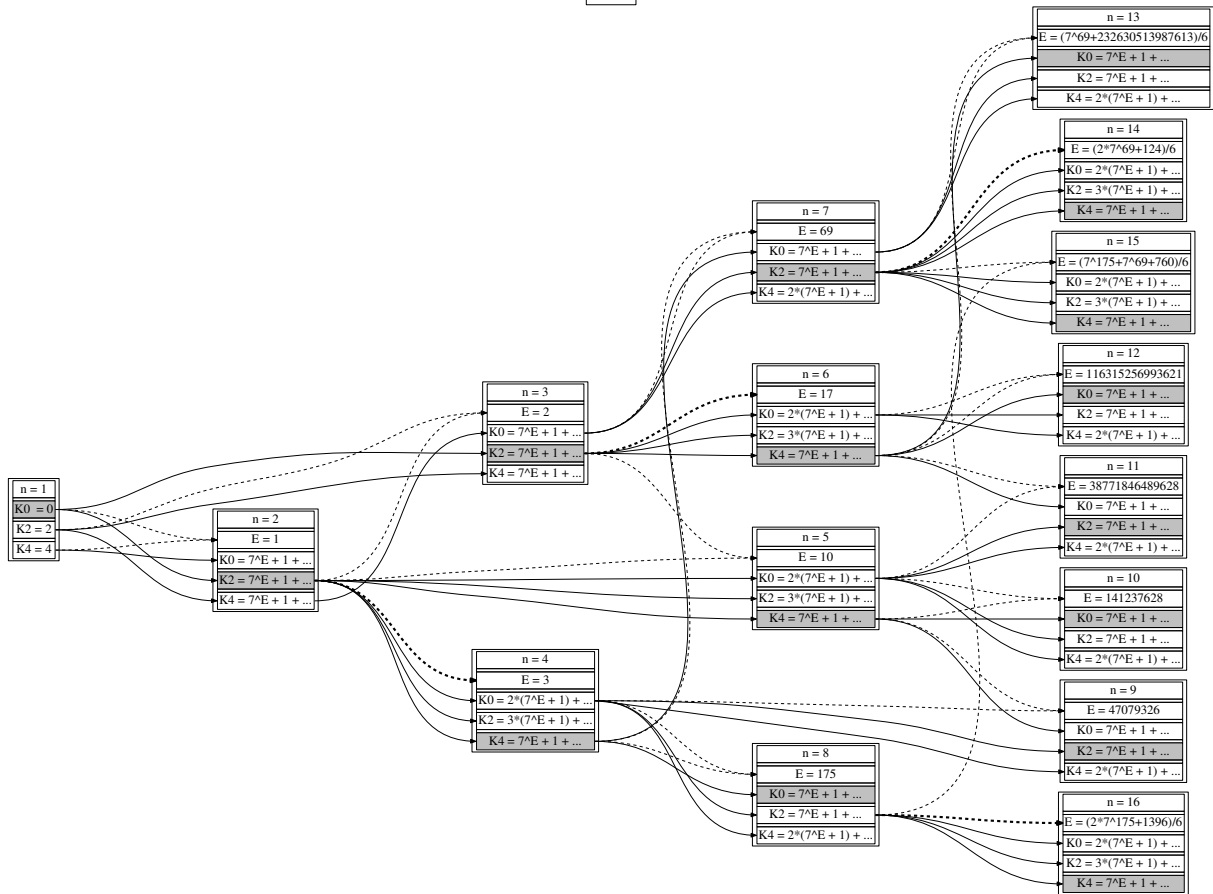 n = 1
K0 = 0
K2 = 2
K4 = 4
n = 2
E = 1
K0 = 7^E + 1 + ...
K2 = 7^E + 1 + ...
K4 = 7^E + 1 + ...
n = 3
E = 2
K0 = 7^E + 1 + ...
K2 = 7^E + 1 + ...
K4 = 7^E + 1 + ...
n = 4
E = 3
K0 = 2*(7^E + 1) + ...
K2 = 3*(7^E + 1) + ...
K4 = 7^E + 1 + ...
n = 7
E = 69
K0 = 7^E + 1 + ...
K2 = 7^E + 1 + ...
K4 = 2*(7^E + 1) + ...
n = 6
E = 17
K0 = 2*(7^E + 1) + ...
K2 = 3*(7^E + 1) + ...
K4 = 7^E + 1 + ...
n = 5
E = 10
K0 = 2*(7^E + 1) + ...
K2 = 3*(7^E + 1) + ...
K4 = 7^E + 1 + ...
n = 8
E = 175
K0 = 7^E + 1 + ...
K2 = 7^E + 1 + ...
K4 = 2*(7^E + 1) + ...
n = 13
E = (7^69+232630513987613)/6
K0 = 7^E + 1 + ...
K2 = 7^E + 1 + ...
K4 = 2*(7^E + 1) + ...
n = 14
E = (2*7^69+124)/6
K0 = 2*(7^E + 1) + ...
K2 = 3*(7^E + 1) + ...
K4 = 7^E + 1 + ...
n = 15
E = (7^175+7^69+760)/6
K0 = 2*(7^E + 1) + ...
K2 = 3*(7^E + 1) + ...
K4 = 7^E + 1 + ...
n = 12
E = 116315256993621
K0 = 7^E + 1 + ...
K2 = 7^E + 1 + ...
K4 = 2*(7^E + 1) + ...
n = 11
E = 38771846489628
K0 = 7^E + 1 + ...
K2 = 7^E + 1 + ...
K4 = 2*(7^E + 1) + ...
n = 10
E = 141237628
K0 = 7^E + 1 + ...
K2 = 7^E + 1 + ...
K4 = 2*(7^E + 1) + ...
n = 9
E = 47079326
K0 = 7^E + 1 + ...
K2 = 7^E + 1 + ...
K4 = 2*(7^E + 1) + ...
n = 16
E = (2*7^175+1396)/6
K0 = 2*(7^E + 1) + ...
K2 = 3*(7^E + 1) + ...
K4 = 7^E + 1 + ...